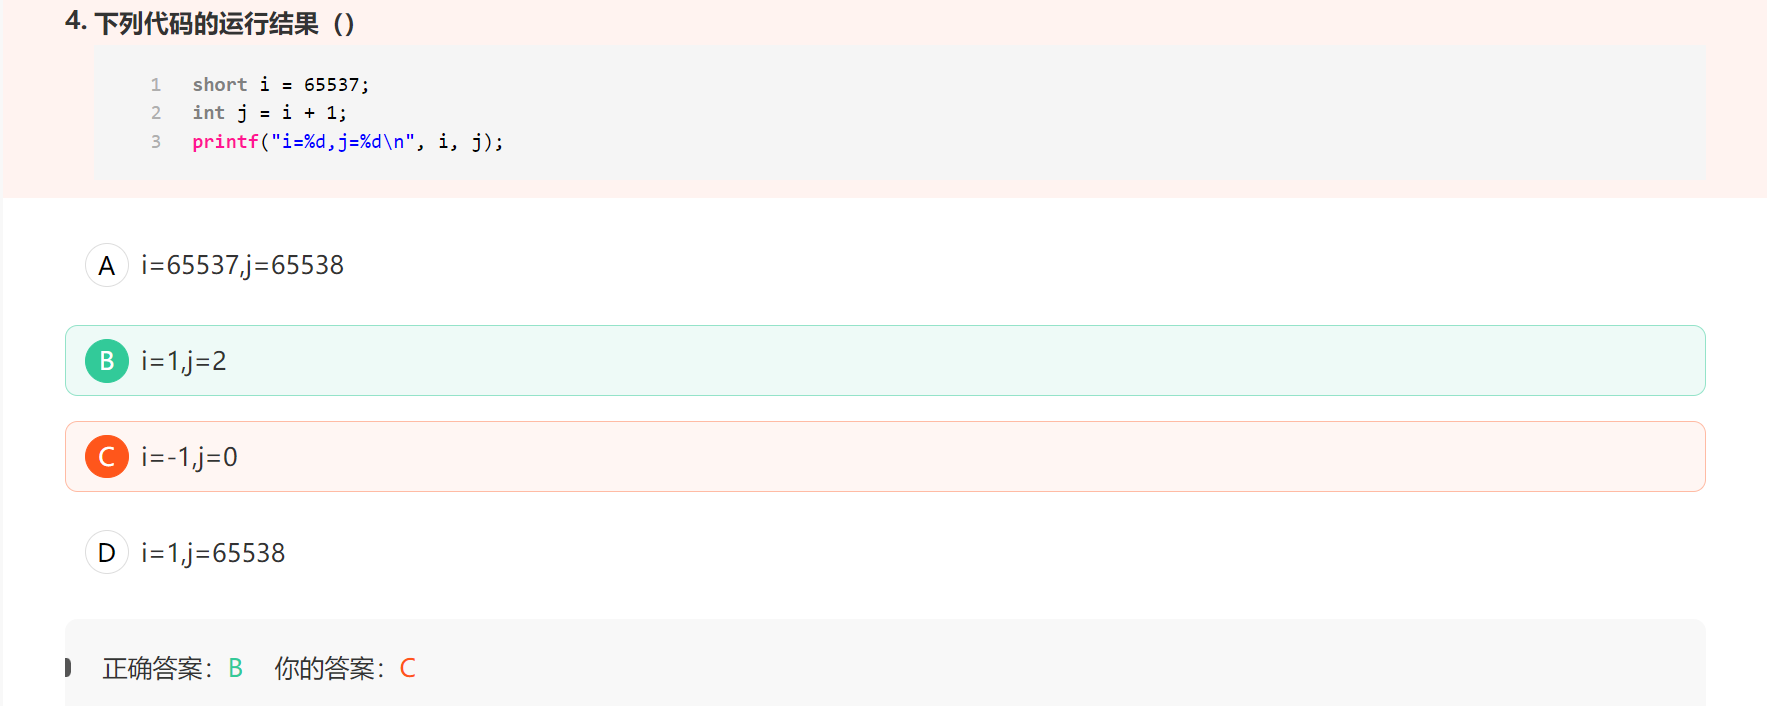 4. 下列代码的运行结果（）
1 short i = 65537;
2 int j = i + 1;
3 printf("i=%d,j=%d\n", i, j);
A i=65537,j=65538
B i=1,j=2
C i=-1,j=0
D i=1,j=65538
正确答案：B 你的答案：C